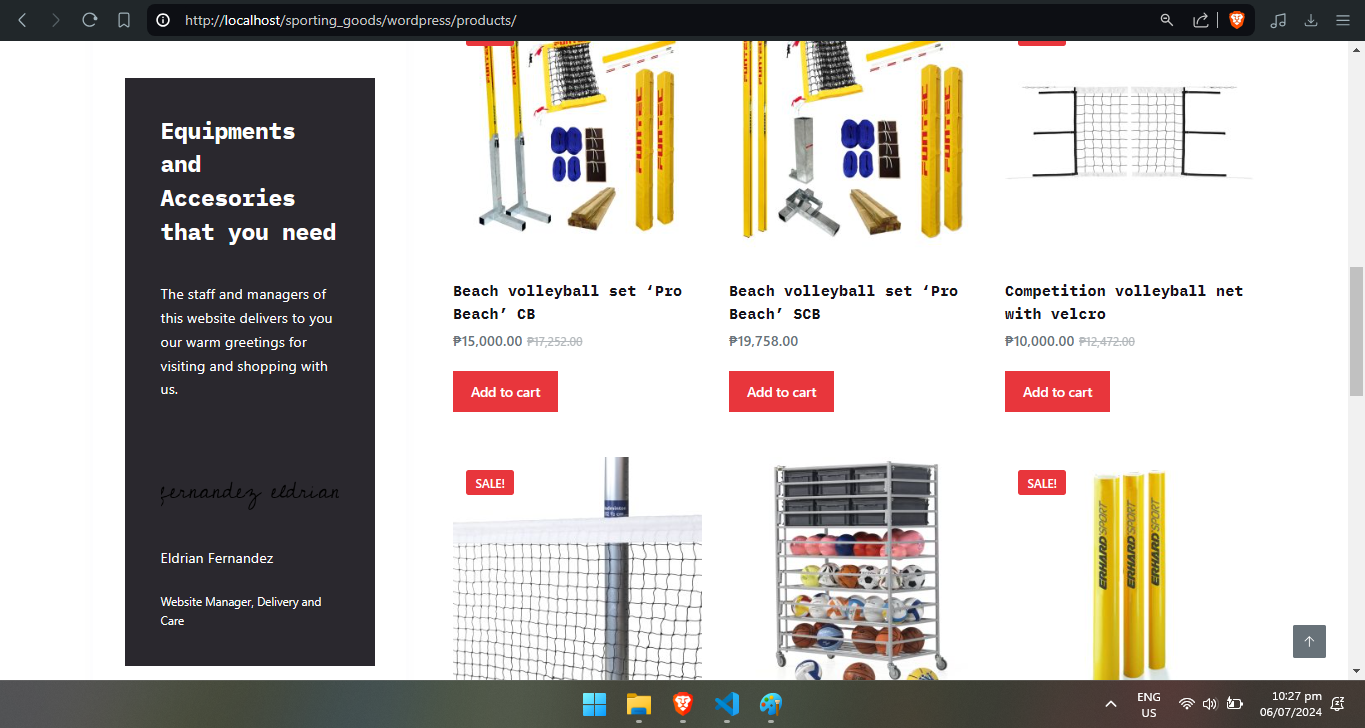 http://localhost/sporting_goods/wordpress/products/
Equipments
and
Accesories
that you need
The staff and managers of
this website delivers to you
our warm greetings for
visiting and shopping with
us.
fernandez eldrian
Eldrian Fernandez
Website Manager, Delivery and
Care
FUNTEC
FUNTEC
Beach volleyball set ‘Pro
Beach’ CB
₱15,000.00 ₱17,252.00
Add to cart
Beach volleyball set ‘Pro
Beach’ SCB
₱19,758.00
Add to cart
Competition volleyball net
with velcro
₱10,000.00 ₱12,472.00
Add to cart
SALE!
SALE!
ERHARD SPORT
ERHARD SPORT
ERHARD SPORT
ENG
US
10:27 pm
06/07/2024